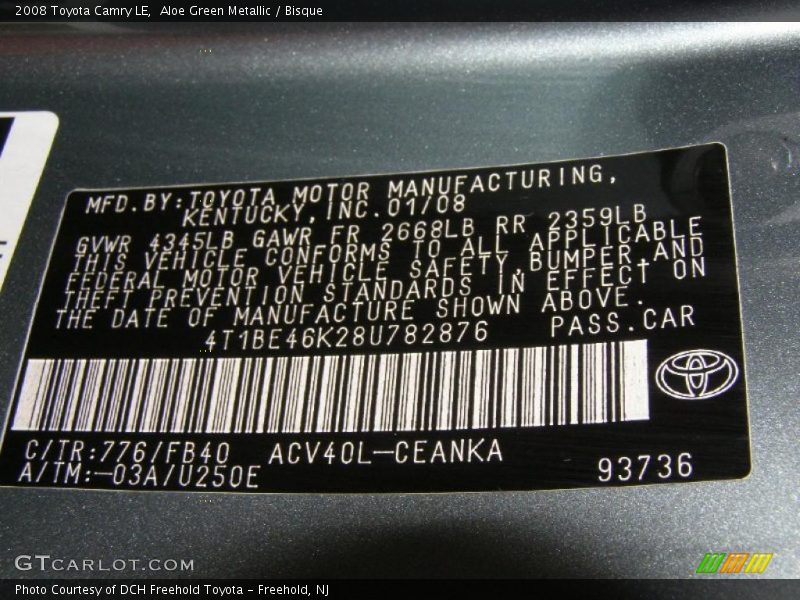 2008 Toyota Camry LE,  Aloe Green Metallic / Bisque
MFD.BY:TOYOTA MOTOR MANUFACTURING,
KENTUCKY,INC.01/08
GVWR 4345LB GAWR FR 2668LB RR 2359LB
THIS VEHICLE CONFORMS TO ALL APPLICABLE
FEDERAL MOTOR VEHICLE SAFETY,BUMPER,AND
THEFT PREVENTION STANDARDS IN EFFECT ON
THE DATE OF MANUFACTURE SHOWN ABOVE.
4T1BE46K28U782876 PASS.CAR
C/TR:776/FB40 ACV40L-CEANKA
A/TM:-03A/U250E 93736
GTCARLOT.COM
Photo Courtesy of DCH Freehold Toyota - Freehold, NJ